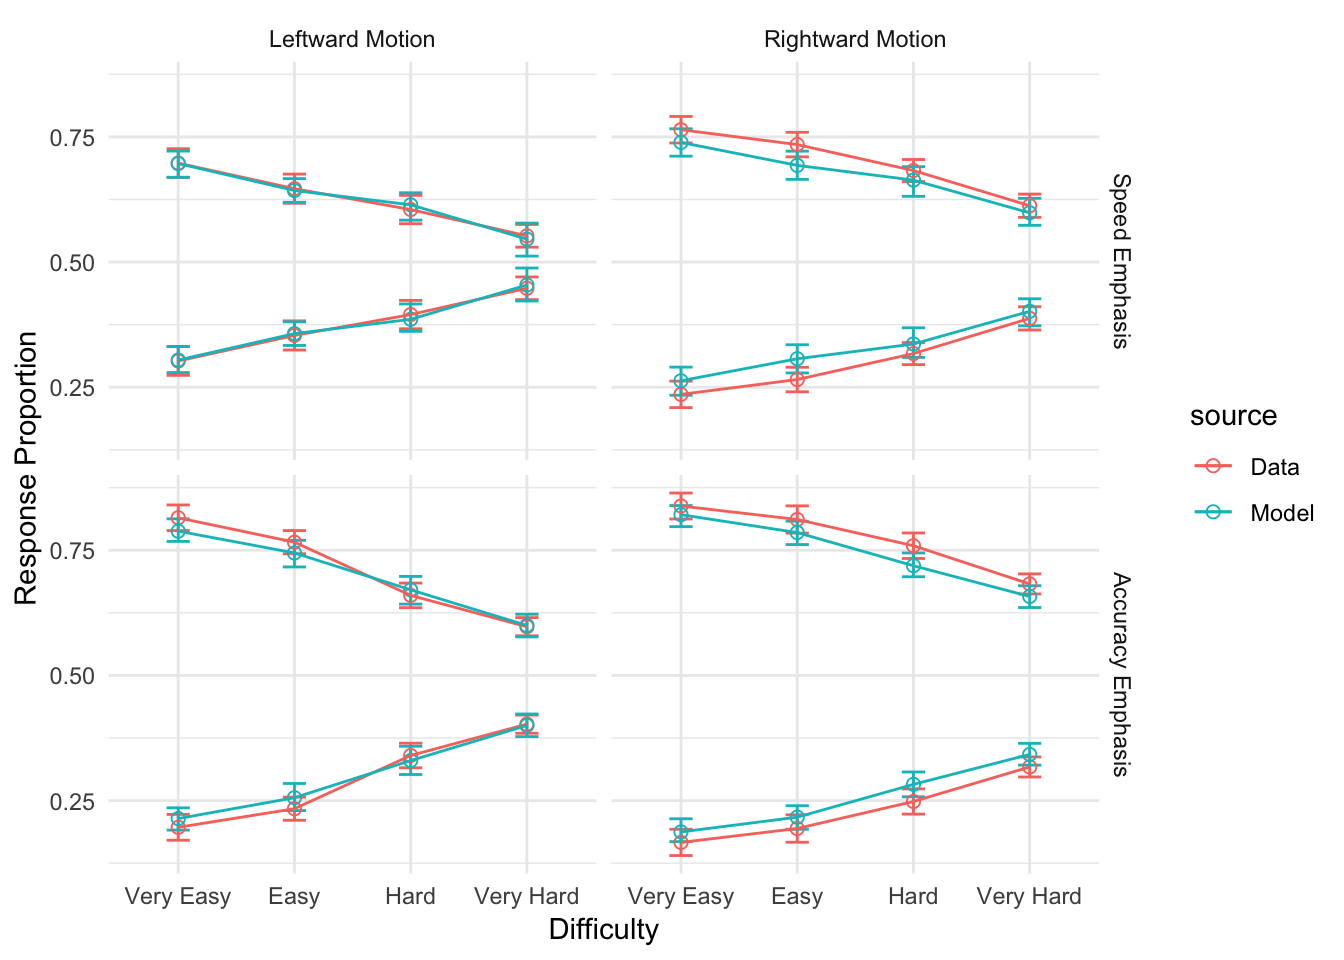 Leftward Motion
Rightward Motion
0.75
0.50
0.25
Speed Emphasis
0.75
0.50
0.25
Accuracy Emphasis
Response Proportion
Very Easy Easy Hard Very Hard
Very Easy Easy Hard Very Hard
Difficulty
source
Data
Model